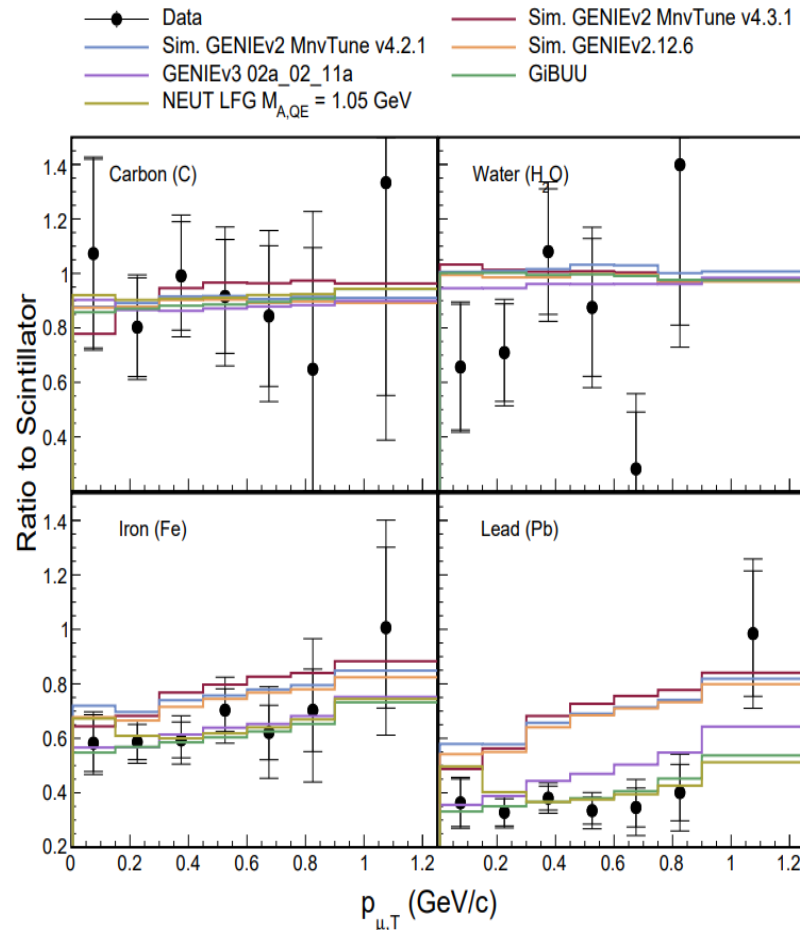 Data
Sim. GENIEv2 MnvTune v4.3.1
Sim. GENIEv2 MnvTune v4.2.1
Sim. GENIEv2.12.6
GENIEv3 02a_02_11a
GiBUU
NEUT LFG M_A,QE = 1.05 GeV
Ratio to Scintillator
Carbon (C)
Water (H2O)
1.4
1.2
1
0.8
0.6
0.4
Iron (Fe)
Lead (Pb)
1.4
1.2
1
0.8
0.6
0.4
0.2
0 0.2 0.4 0.6 0.8 1 1.2 0.2 0.4 0.6 0.8 1 1.2
p_μ,T (GeV/c)